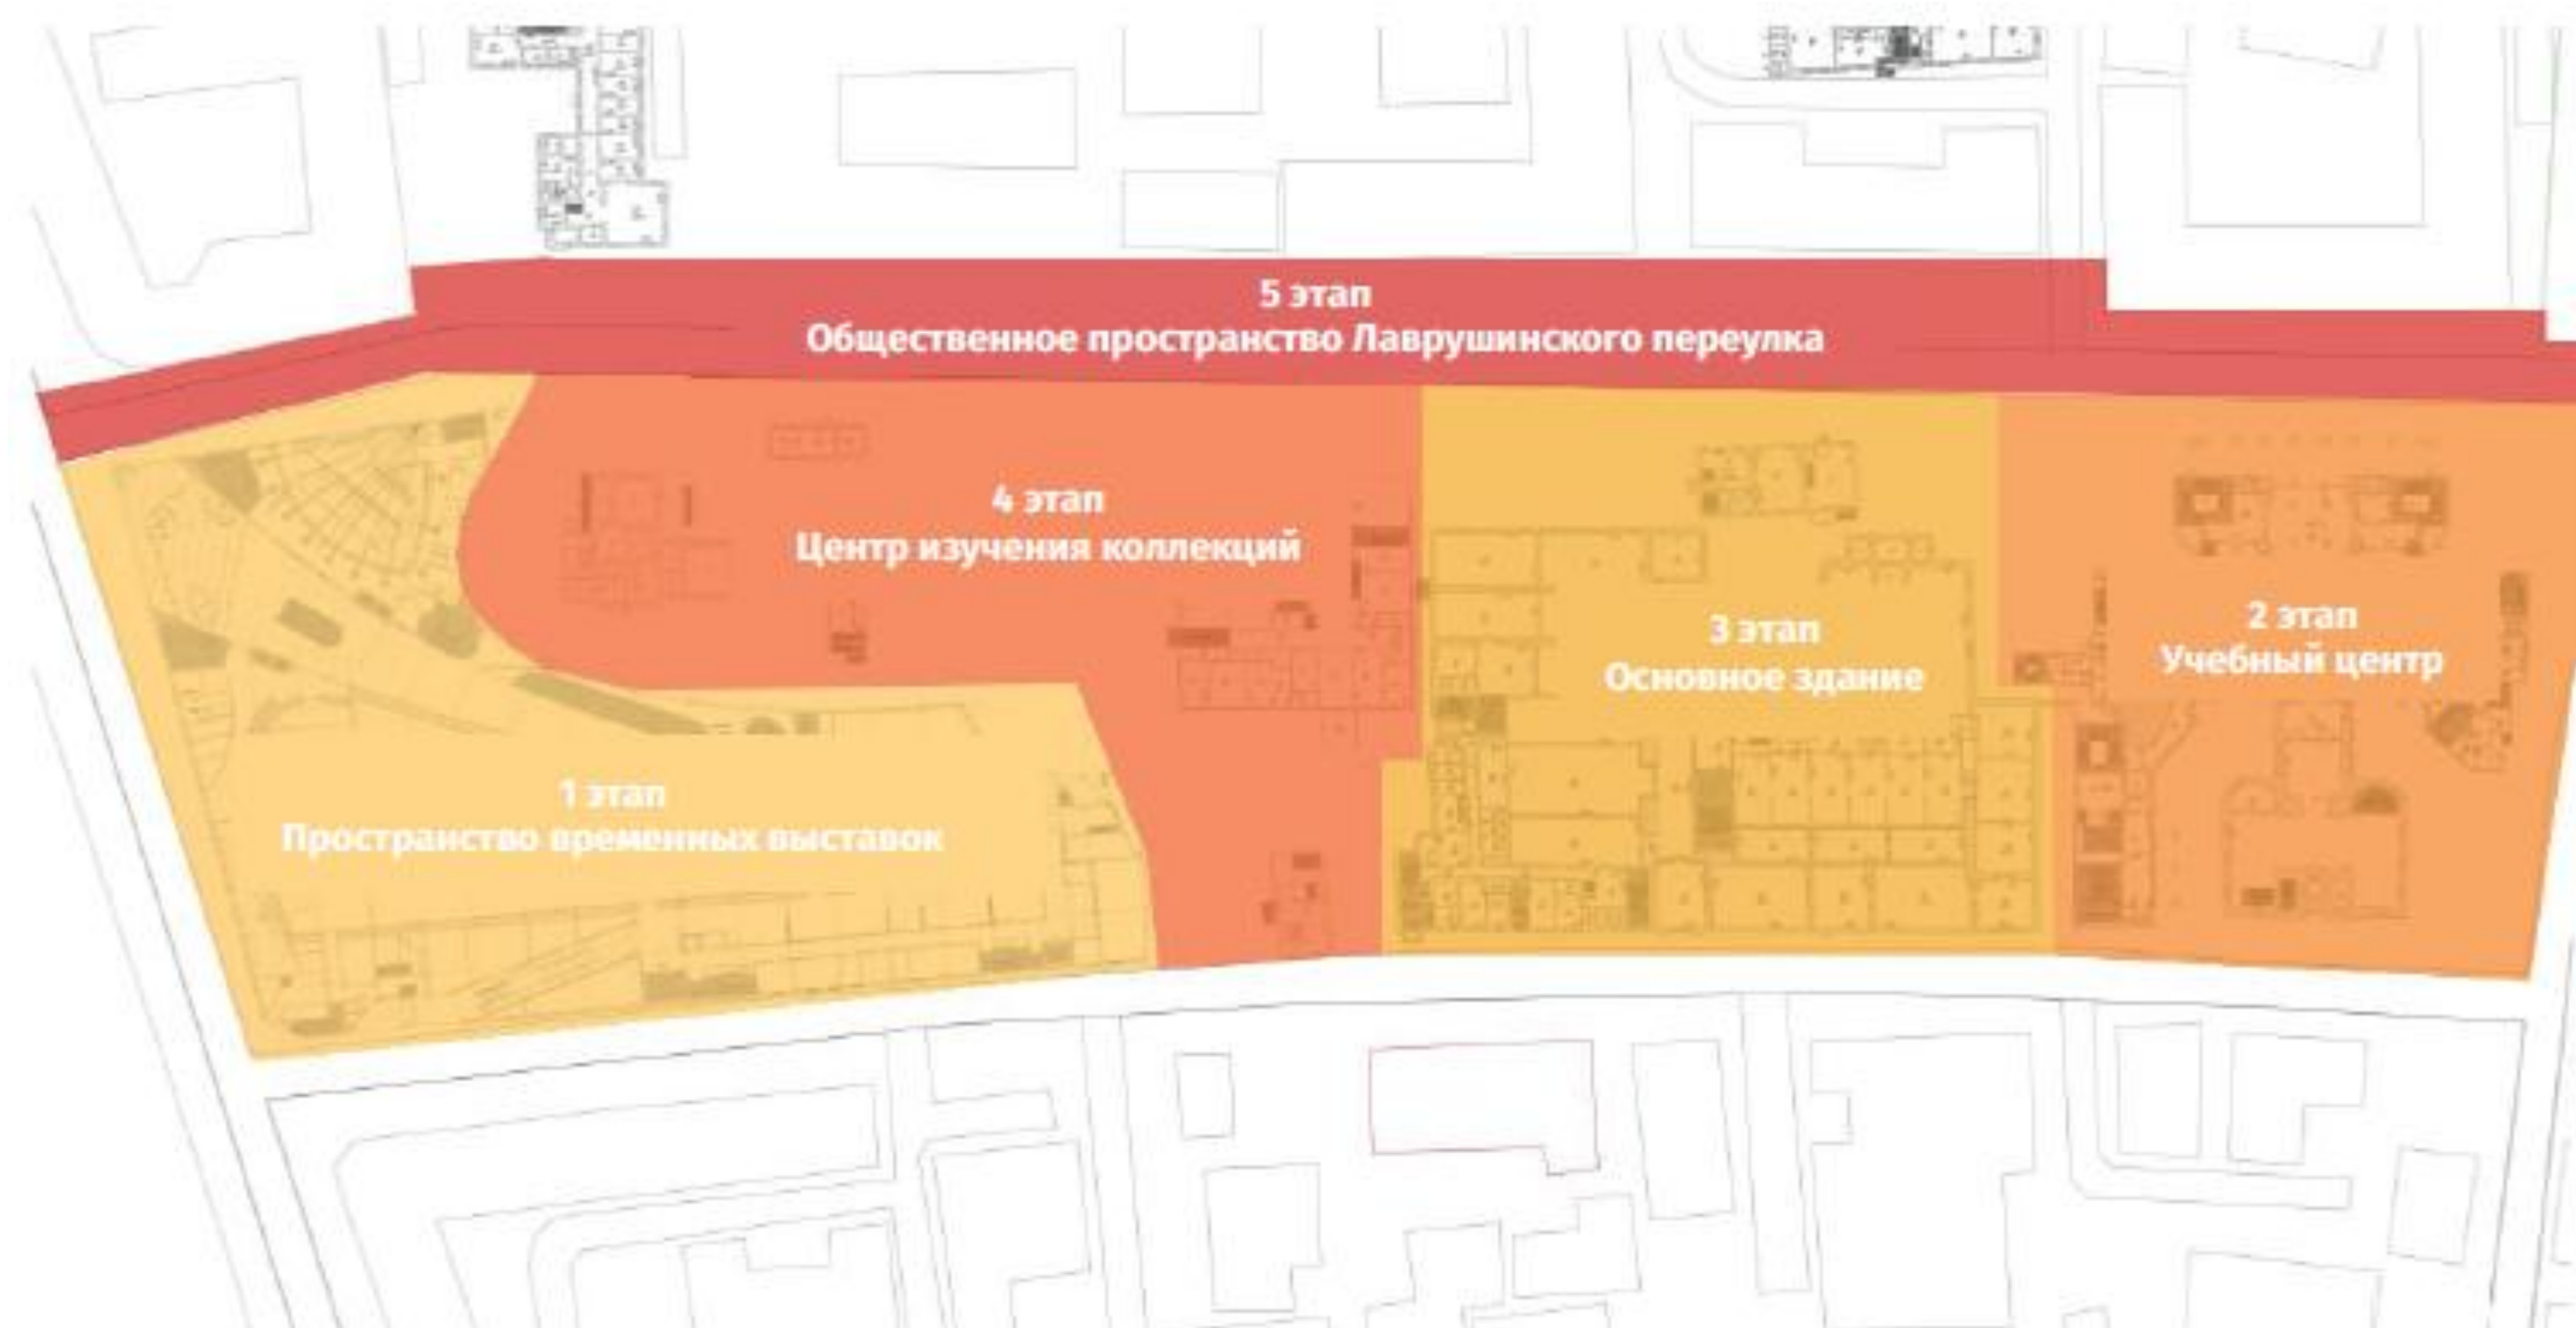 5 этап
Общественное пространство Лаврушинского переулка
4 этап
Центр изучения коллекций
3 этап
Основное здание
2 этап
Учебный центр
1 этап
Пространство временных выставок